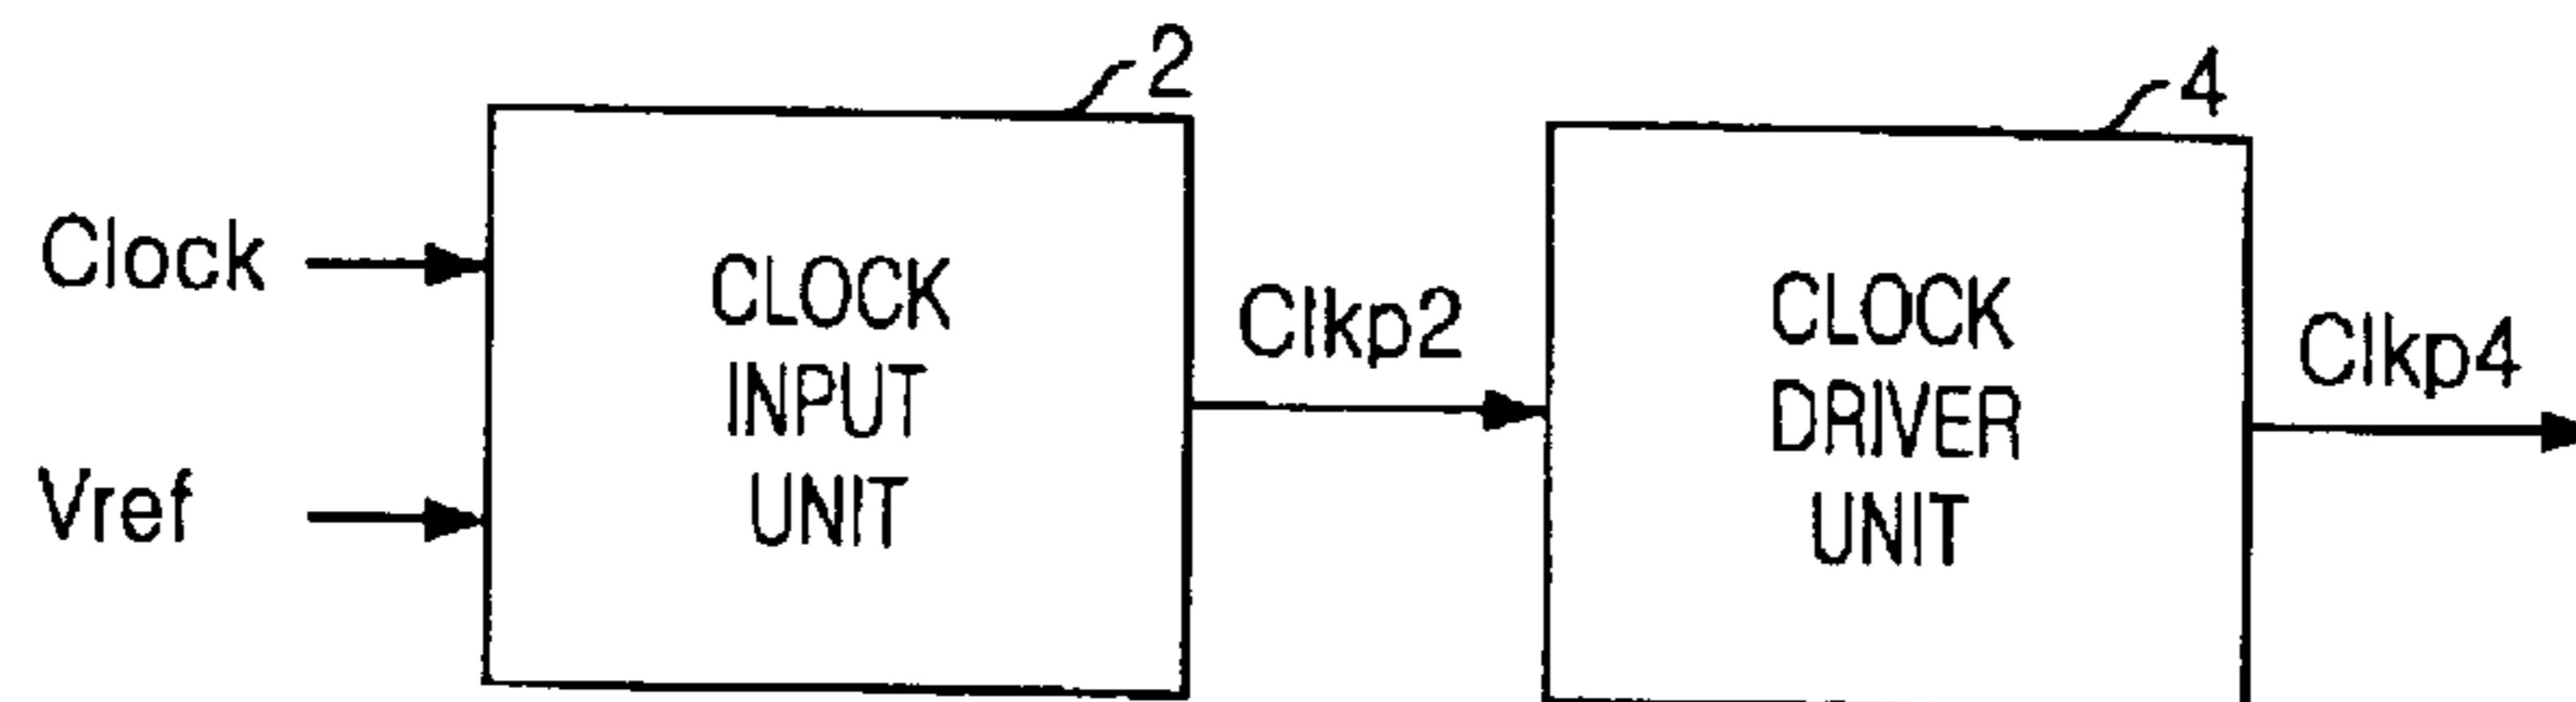 2
4
Clock
Vref
CLOCK
INPUT
UNIT
Clkp2
CLOCK
DRIVER
UNIT
Clkp4